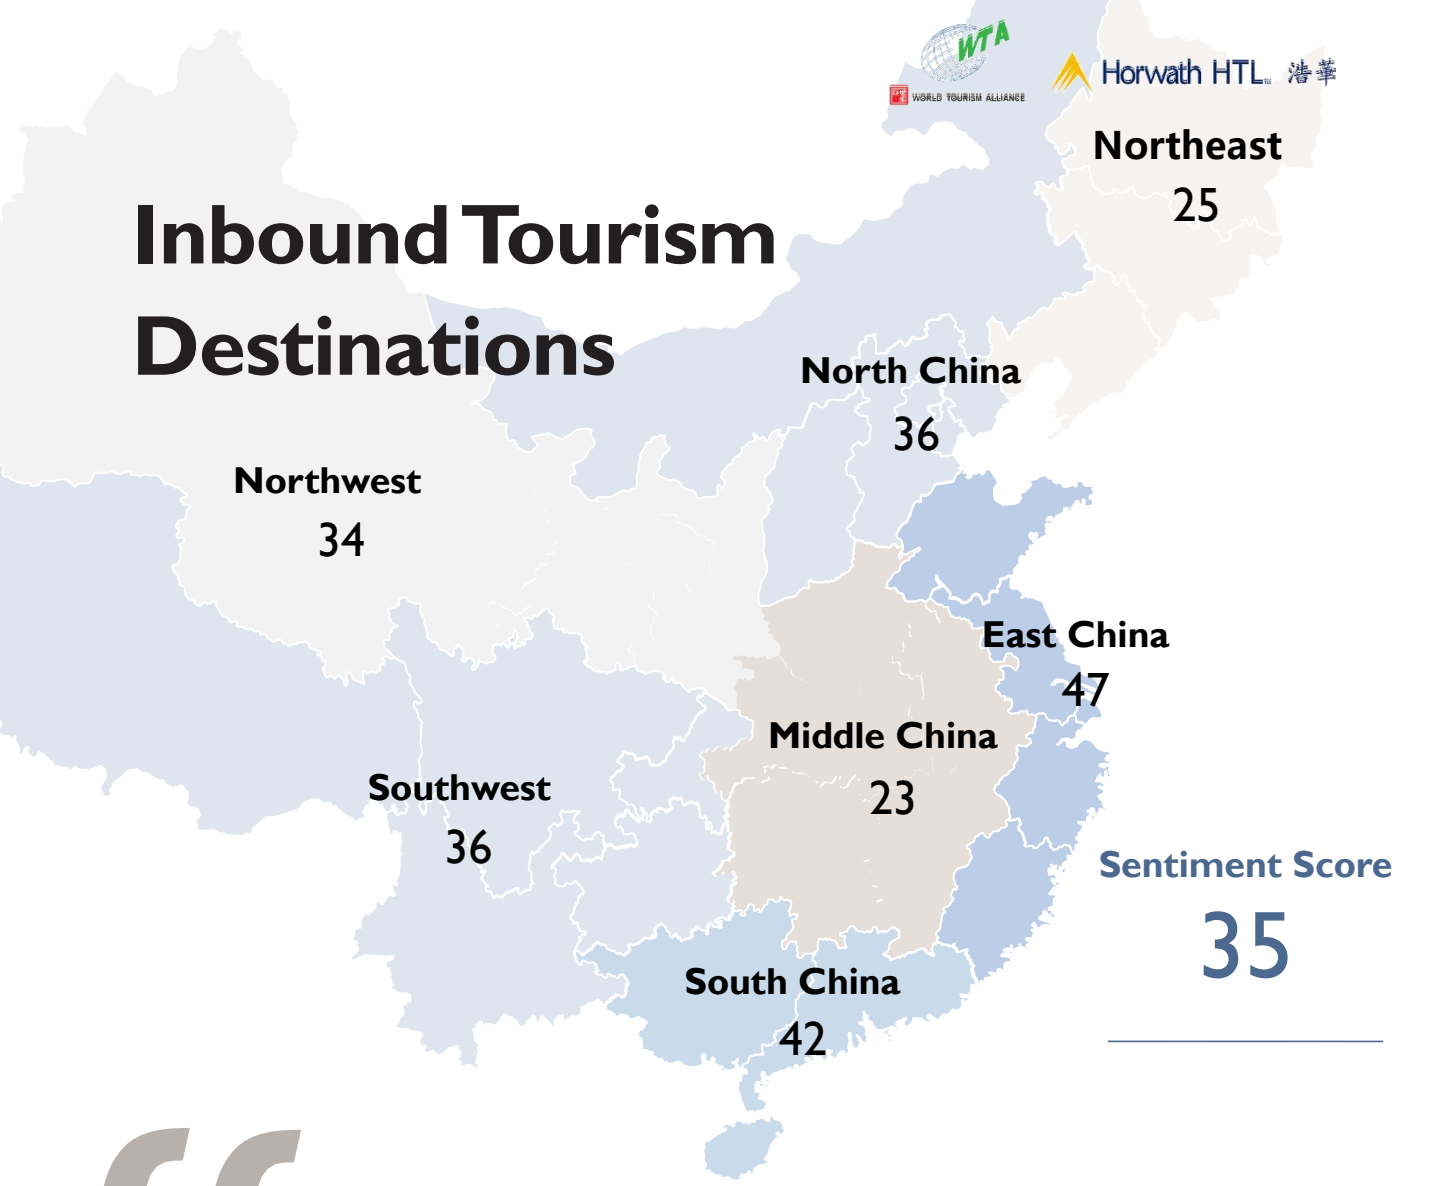 WTA
WORLD TOURISM ALLIANCE
Horwath HTL 浩華
Northeast
25
Inbound Tourism
Destinations
North China
36
Northwest
34
East China
47
Middle China
23
Southwest
36
Sentiment Score
35
South China
42
“